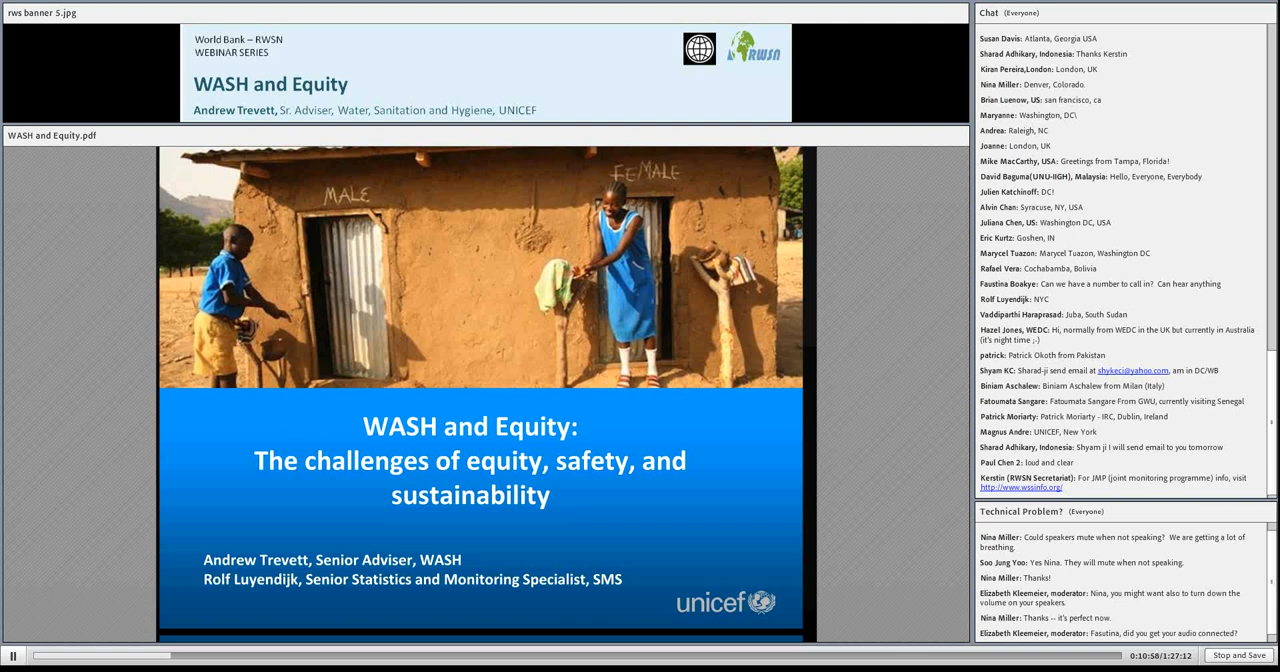 rws banner 5.jpg
World Bank – RWSN
WEBINAR SERIES
RWSN
WASH and Equity
Andrew Trevett, Sr. Adviser, Water, Sanitation and Hygiene, UNICEF
WASH and Equity.pdf
MALE
FEMALE
WASH and Equity:
The challenges of equity, safety, and
sustainability
Andrew Trevett, Senior Adviser, WASH
Rolf Luyendijk, Senior Statistics and Monitoring Specialist, SMS
unicef
Chat (Everyone)
Susan Davis: Atlanta, Georgia USA
Sharad Adhikary, Indonesia: Thanks Kerstin
Kiran Pereira,London: London, UK
Nina Miller: Denver, Colorado.
Brian Luenow, US: san francisco, ca
Maryanne: Washington, DC\
Andrea: Raleigh, NC
Joanne: London, UK
Mike MacCarthy, USA: Greetings from Tampa, Florida!
David Baguma(UNU-IIGH), Malaysia: Hello, Everyone, Everybody
Julien Katchinoff: DC!
Alvin Chan: Syracuse, NY, USA
Juliana Chen, US: Washington DC, USA
Eric Kurtz: Goshen, IN
Marycel Tuazon: Marycel Tuazon, Washington DC
Rafael Vera: Cochabamba, Bolivia
Faustina Boakye: Can we have a number to call in? Can hear anything
Rolf Luyendijk: NYC
Vaddiparthi Haraprasad: Juba, South Sudan
Hazel Jones, WEDC: Hi, normally from WEDC in the UK but currently in Australia
(it's night time ;-)
patrick: Patrick Okoth from Pakistan
Shyam KC: Sharad-ji send email at shykeci@yahoo.com, am in DC/WB
Biniam Aschalew: Biniam Aschalew from Milan (Italy)
Fatoumata Sangare: Fatoumata Sangare From GWU, currently visiting Senegal
Patrick Moriarty: Patrick Moriarty - IRC, Dublin, Ireland
Magnus Andre: UNICEF, New York
Sharad Adhikary, Indonesia: Shyam ji I will send email to you tomorrow
Paul Chen 2: loud and clear
Kerstin (RWSN Secretariat): For JMP (joint monitoring programme) info, visit
http://www.wssinfo.org/
Technical Problem? (Everyone)
Nina Miller: Could speakers mute when not speaking? We are getting a lot of
breathing.
Soo Jung Yoo: Yes Nina. They will mute when not speaking.
Nina Miller: Thanks!
Elizabeth Kleemeier, moderator: Nina, you might want also to turn down the
volume on your speakers.
Nina Miller: Thanks -- it's perfect now.
Elizabeth Kleemeier, moderator: Fasutina, did you get your audio connected?
0:10:58/1:27:12
Stop and Save